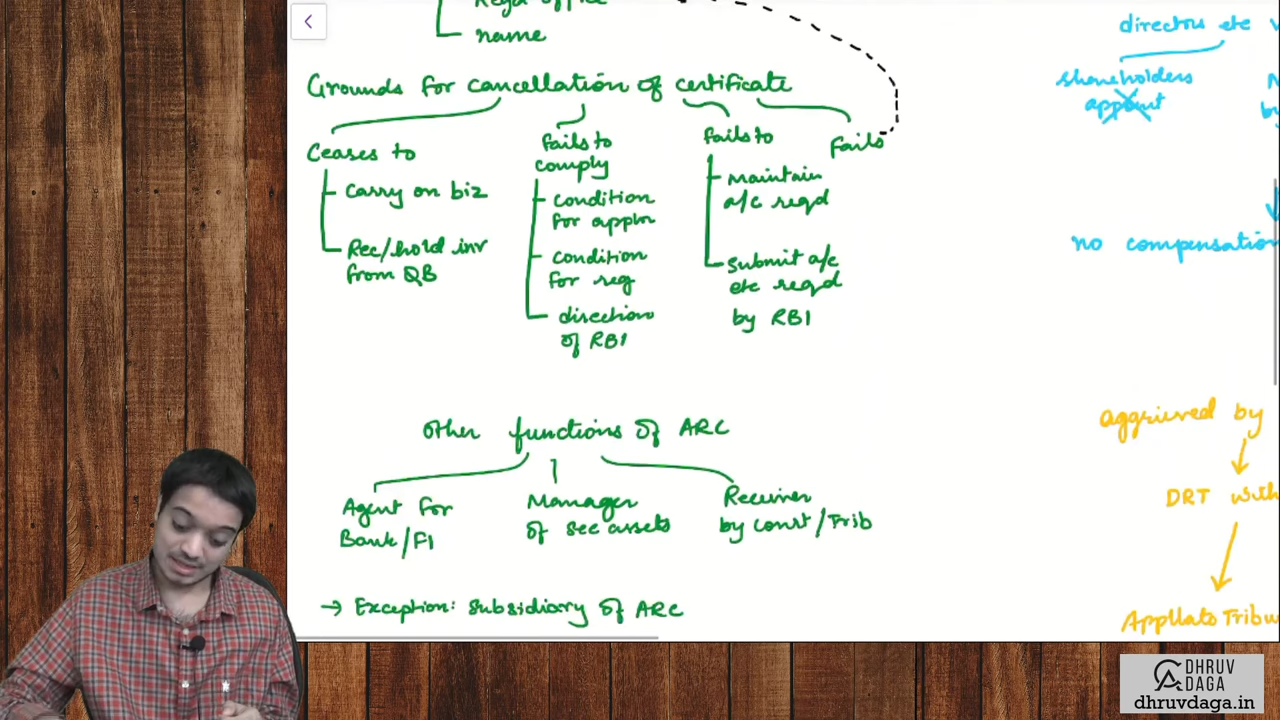 name
Grounds for cancellation of certificate
Ceases to
Carry on biz
Rec/hold inv
from QB
fails to
comply
condition
for appln
condition
for reg
direction
of RBI
fails to
maintain
a/c reqd
submit a/c
etc reqd
by RBI
fails
other functions of ARC
Agent for
Bank/FI
Manager
of sec assets
Receiver
by court/Trib
→ Exception: subsidiary of ARC
directors etc
shareholders
appoint
no compensation
aggrieved by
DRT with
DHRUV
DAGA
dhruvdaga.in